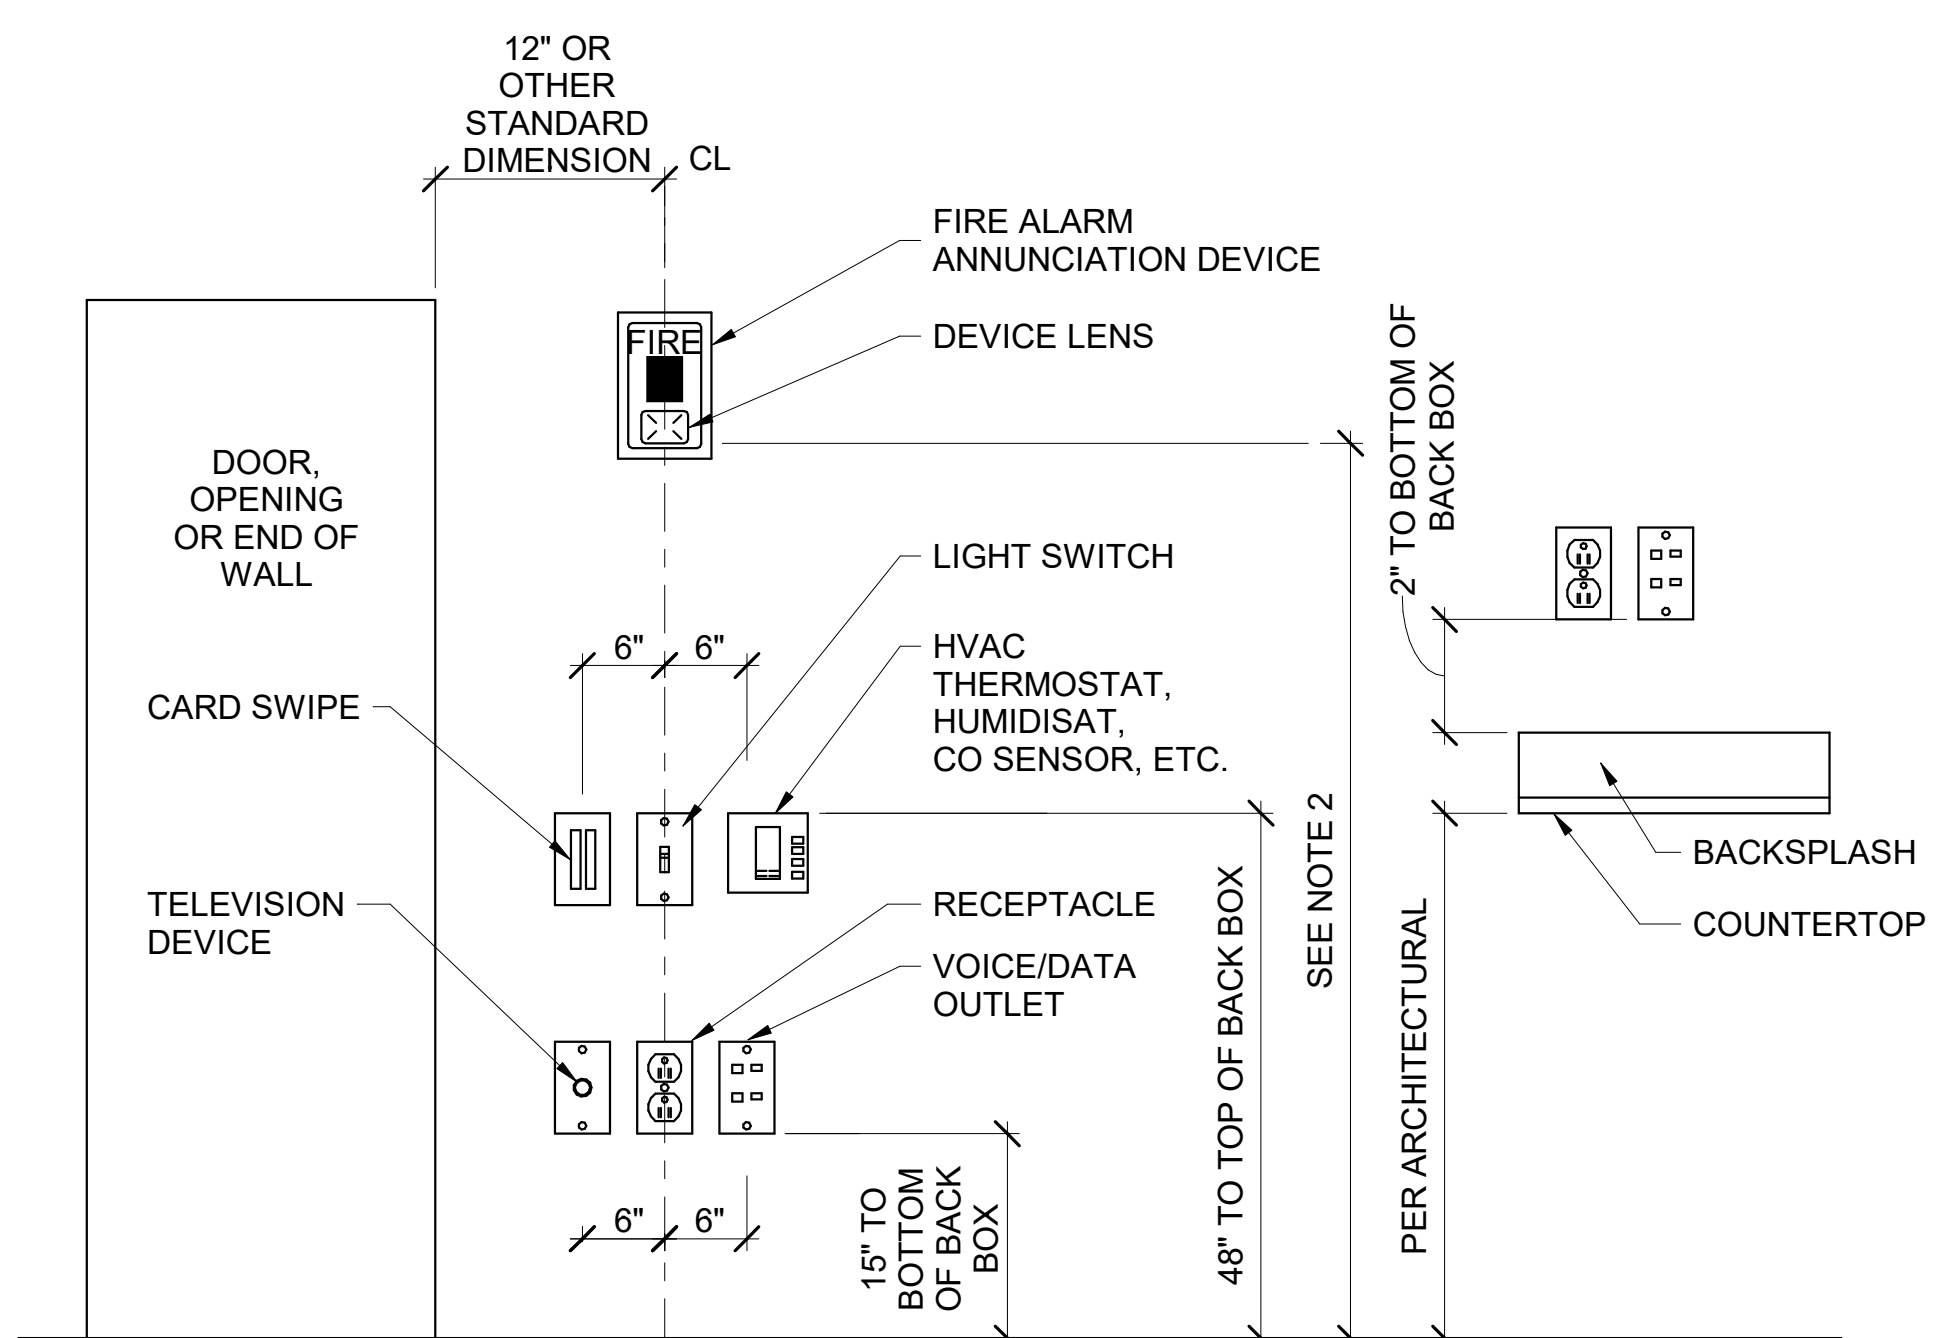 12" OR
OTHER
STANDARD
DIMENSION
CL
FIRE ALARM
ANNUNCIATION DEVICE
DEVICE LENS
FIRE
DOOR,
OPENING
OR END OF
WALL
2" TO BOTTOM OF
BACK BOX
LIGHT SWITCH
6"
6"
HVAC
THERMOSTAT,
HUMIDISAT,
CO SENSOR, ETC.
CARD SWIPE
TELEVISION
DEVICE
RECEPTACLE
VOICE/DATA
OUTLET
SEE NOTE 2
BACKSPLASH
COUNTERTOP
48" TO TOP OF BACK BOX
PER ARCHITECTURAL
6"
6"
15" TO
BOTTOM
OF BACK
BOX